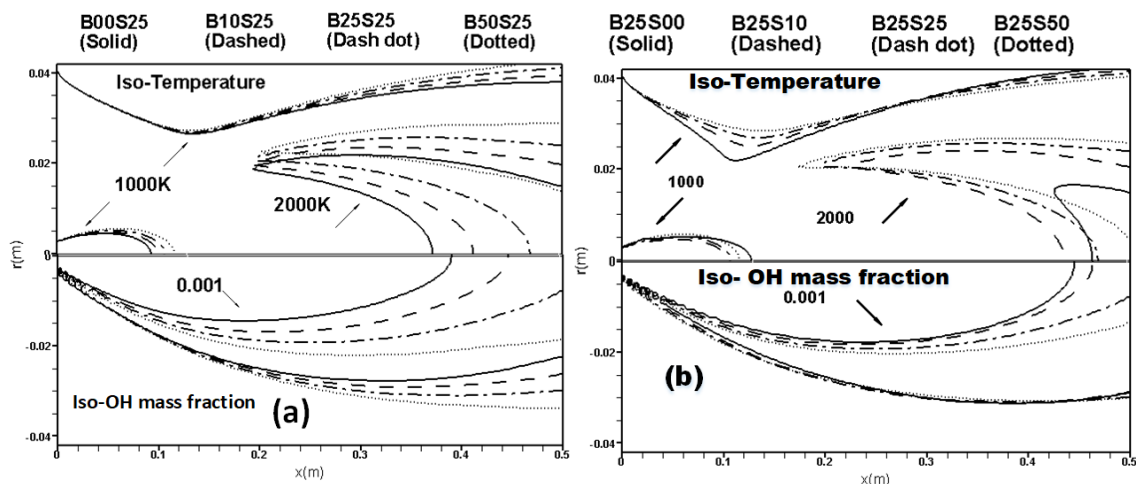 B00S25 B10S25 B25S25 B50S25
(Solid) (Dashed) (Dash dot) (Dotted)
0.04
Iso-Temperature
0.02
1000K
2000K
r(m)
0
0.001
-0.02
Iso-OH mass fraction
(a)
-0.04
0 0.1 0.2 0.3 0.4 0.5
x(m)
B25S00 B25S10 B25S25 B25S50
(Solid) (Dashed) (Dash dot) (Dotted)
0.04
Iso-Temperature
0.02
1000
2000
r(m)
0
Iso- OH mass fraction
0.001
-0.02
(b)
-0.04
0 0.1 0.2 0.3 0.4 0.5
x(m)